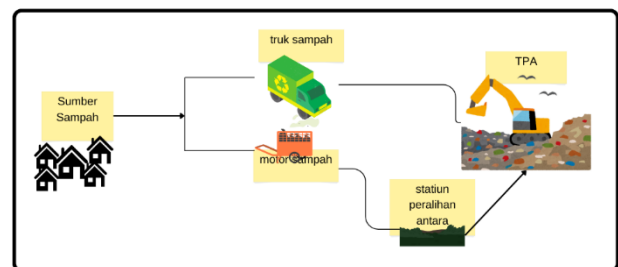 truk sampah
TPA
Sumber
Sampah
motor sampah
statiun
peralihan
antara